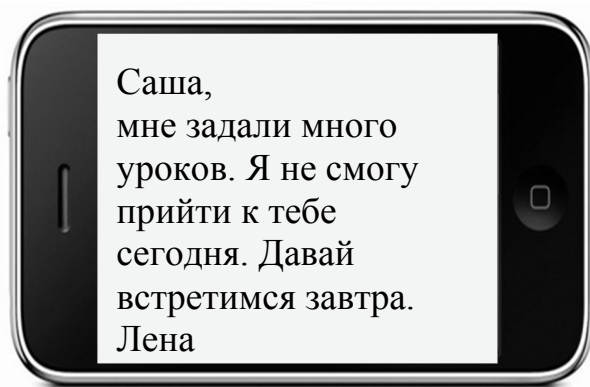 Саша,
мне задали много
уроков. Я не смогу
прийти к тебе
сегодня. Давай
встретимся завтра.
Лена